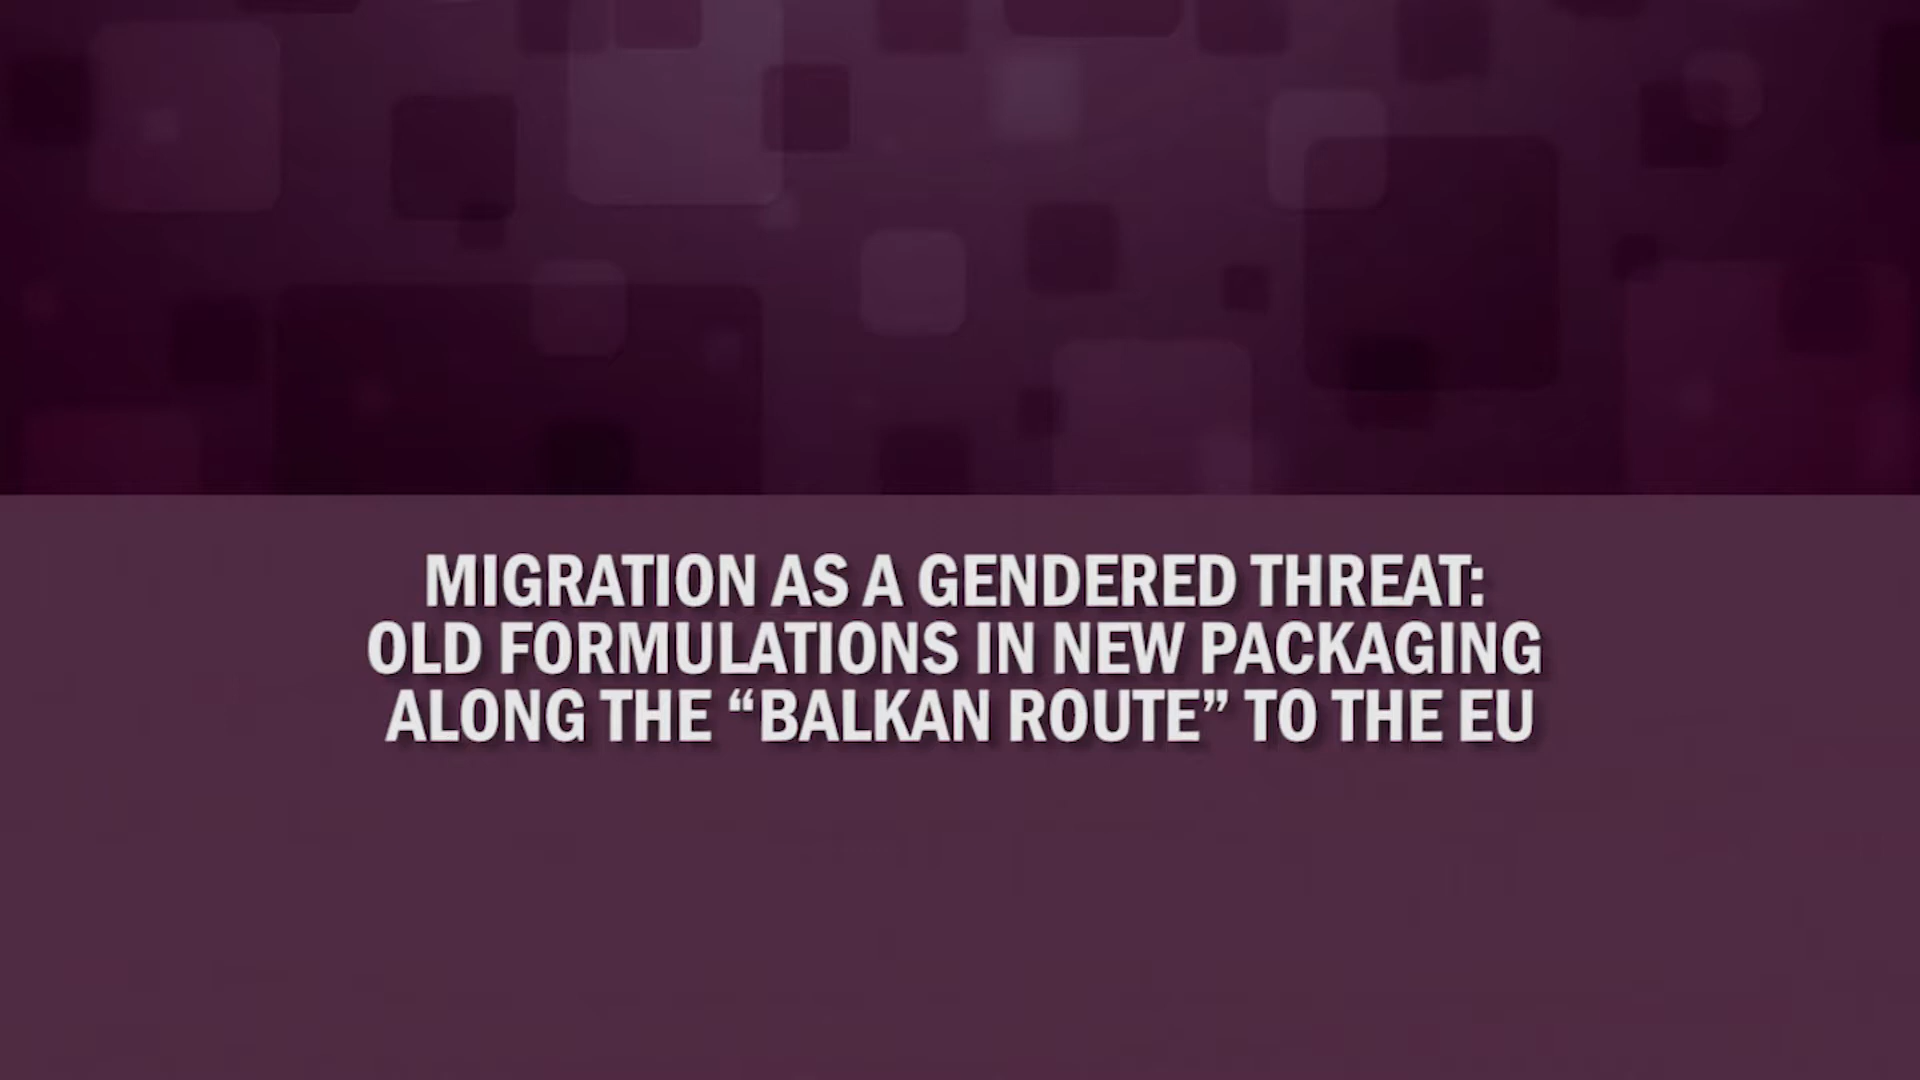 MIGRATION AS A GENDERED THREAT:
OLD FORMULATIONS IN NEW PACKAGING
ALONG THE “BALKAN ROUTE” TO THE EU